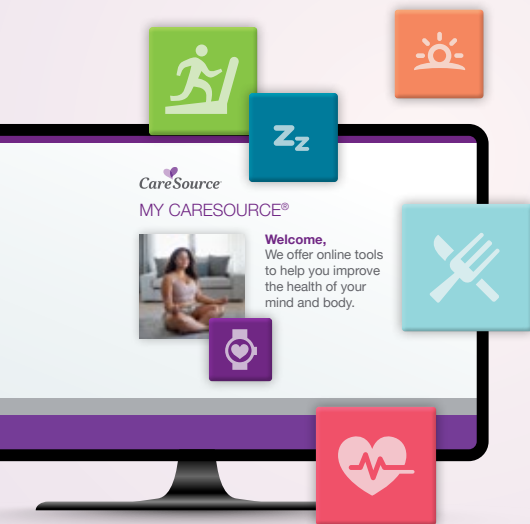 Zz
CareSource
MY CARESOURCE®
Welcome,
We offer online tools
to help you improve
the health of your
mind and body.